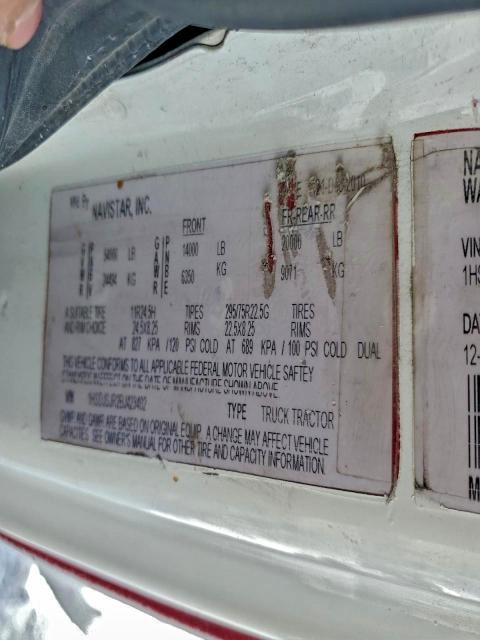 Mfd. By NAVISTAR, INC.
FRONT FR-REAR-RR
G V W R 54000 LB G A W R 14000 LB 20000 LB
KG 6350 KG 9071 KG
A SUITABLE TIRE 11R24.5H TIRES 295/75R22.5G TIRES
AND RIM CHOICE 24.5X8.25 RIMS 22.5X8.25 RIMS
AT 827 KPA/120 PSI COLD AT 689 KPA/100 PSI COLD DUAL
THIS VEHICLE CONFORMS TO ALL APPLICABLE FEDERAL MOTOR VEHICLE SAFTEY
IN EFFECT ON THE DATE OF MANUFACTURE SHOWN ABOVE.
VIN TYPE TRUCK TRACTOR
GVWR AND GAWR ARE BASED ON ORIGINAL EQUIP. A CHANGE MAY AFFECT VEHICLE
CAPACITIES. SEE OWNER'S MANUAL FOR OTHER TIRE AND CAPACITY INFORMATION.
NA
WA
VIN
1HS
DA
12-
M